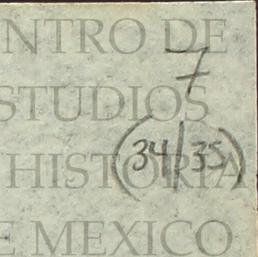 NTRO DE
7
STUDIOS
(34/35)
HISTORIA
E MEXICO